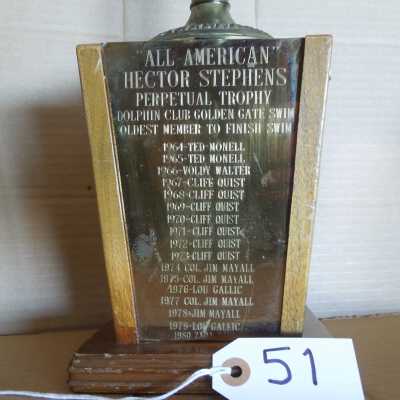 "ALL AMERICAN"
HECTOR STEPHENS
PERPETUAL TROPHY
DOLPHIN CLUB GOLDEN GATE SWIM
OLDEST MEMBER TO FINISH SWIM
1964-TED MONELL
1965-TED MONELL
1966-VOLDY WALTER
1967-CLIFF QUIST
1968-CLIFF QUIST
1969-CLIFF QUIST
1970-CLIFF QUIST
1971-CLIFF QUIST
1972-CLIFF QUIST
1973-CLIFF QUIST
1974 COL. JIM MAYALL
1975-COL. JIM MAYALL
1976-LOU GALLIC
1977 COL. JIM MAYALL
1978-JIM MAYALL
1979-LOU GALLIC
1980
51